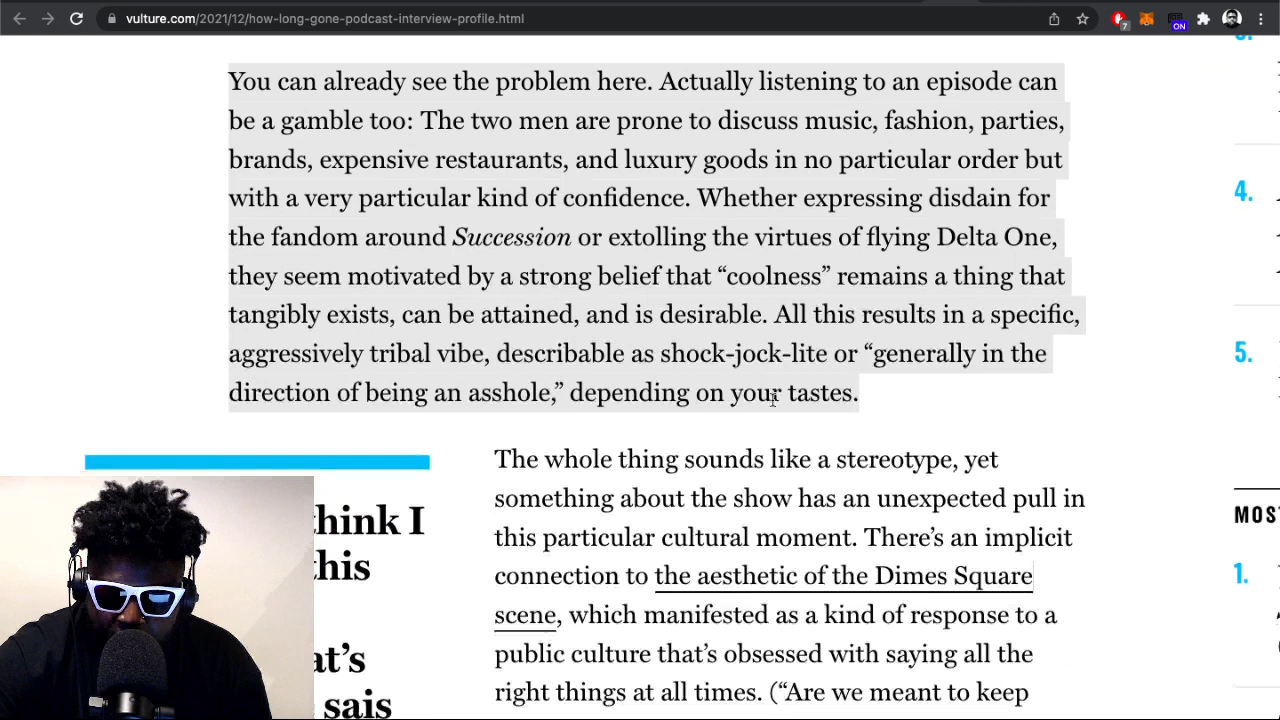 vulture.com/2021/12/how-long-gone-podcast-interview-profile.html
7
ON
You can already see the problem here. Actually listening to an episode can
be a gamble too: The two men are prone to discuss music, fashion, parties,
brands, expensive restaurants, and luxury goods in no particular order but
with a very particular kind of confidence. Whether expressing disdain for
the fandom around Succession or extolling the virtues of flying Delta One,
they seem motivated by a strong belief that “coolness” remains a thing that
tangibly exists, can be attained, and is desirable. All this results in a specific,
aggressively tribal vibe, describable as shock-jock-lite or “generally in the
direction of being an asshole,” depending on your tastes.
The whole thing sounds like a stereotype, yet
something about the show has an unexpected pull in
this particular cultural moment. There’s an implicit
connection to the aesthetic of the Dimes Square
scene, which manifested as a kind of response to a
public culture that’s obsessed with saying all the
right things at all times. (“Are we meant to keep
think I
this
at’s
sais
4.
5.
MOS
1.